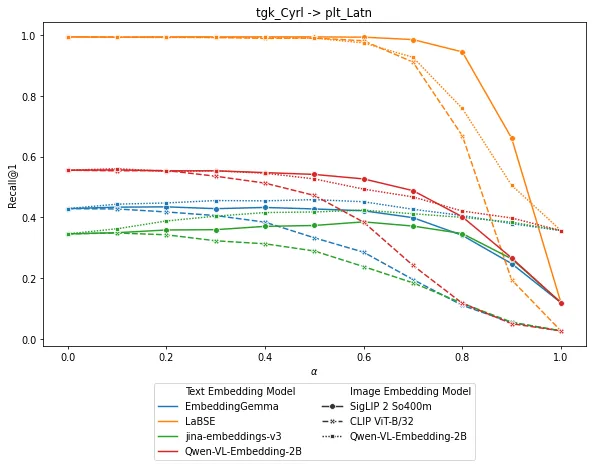 tgk_Cyrl -> plt_Latn
Recall@1
1.0
0.8
0.6
0.4
0.2
0.0
0.0 0.2 0.4 0.6 0.8 1.0
α
Text Embedding Model
EmbeddingGemma
LaBSE
jina-embeddings-v3
Qwen-VL-Embedding-2B
Image Embedding Model
SigLIP 2 So400m
CLIP ViT-B/32
Qwen-VL-Embedding-2B